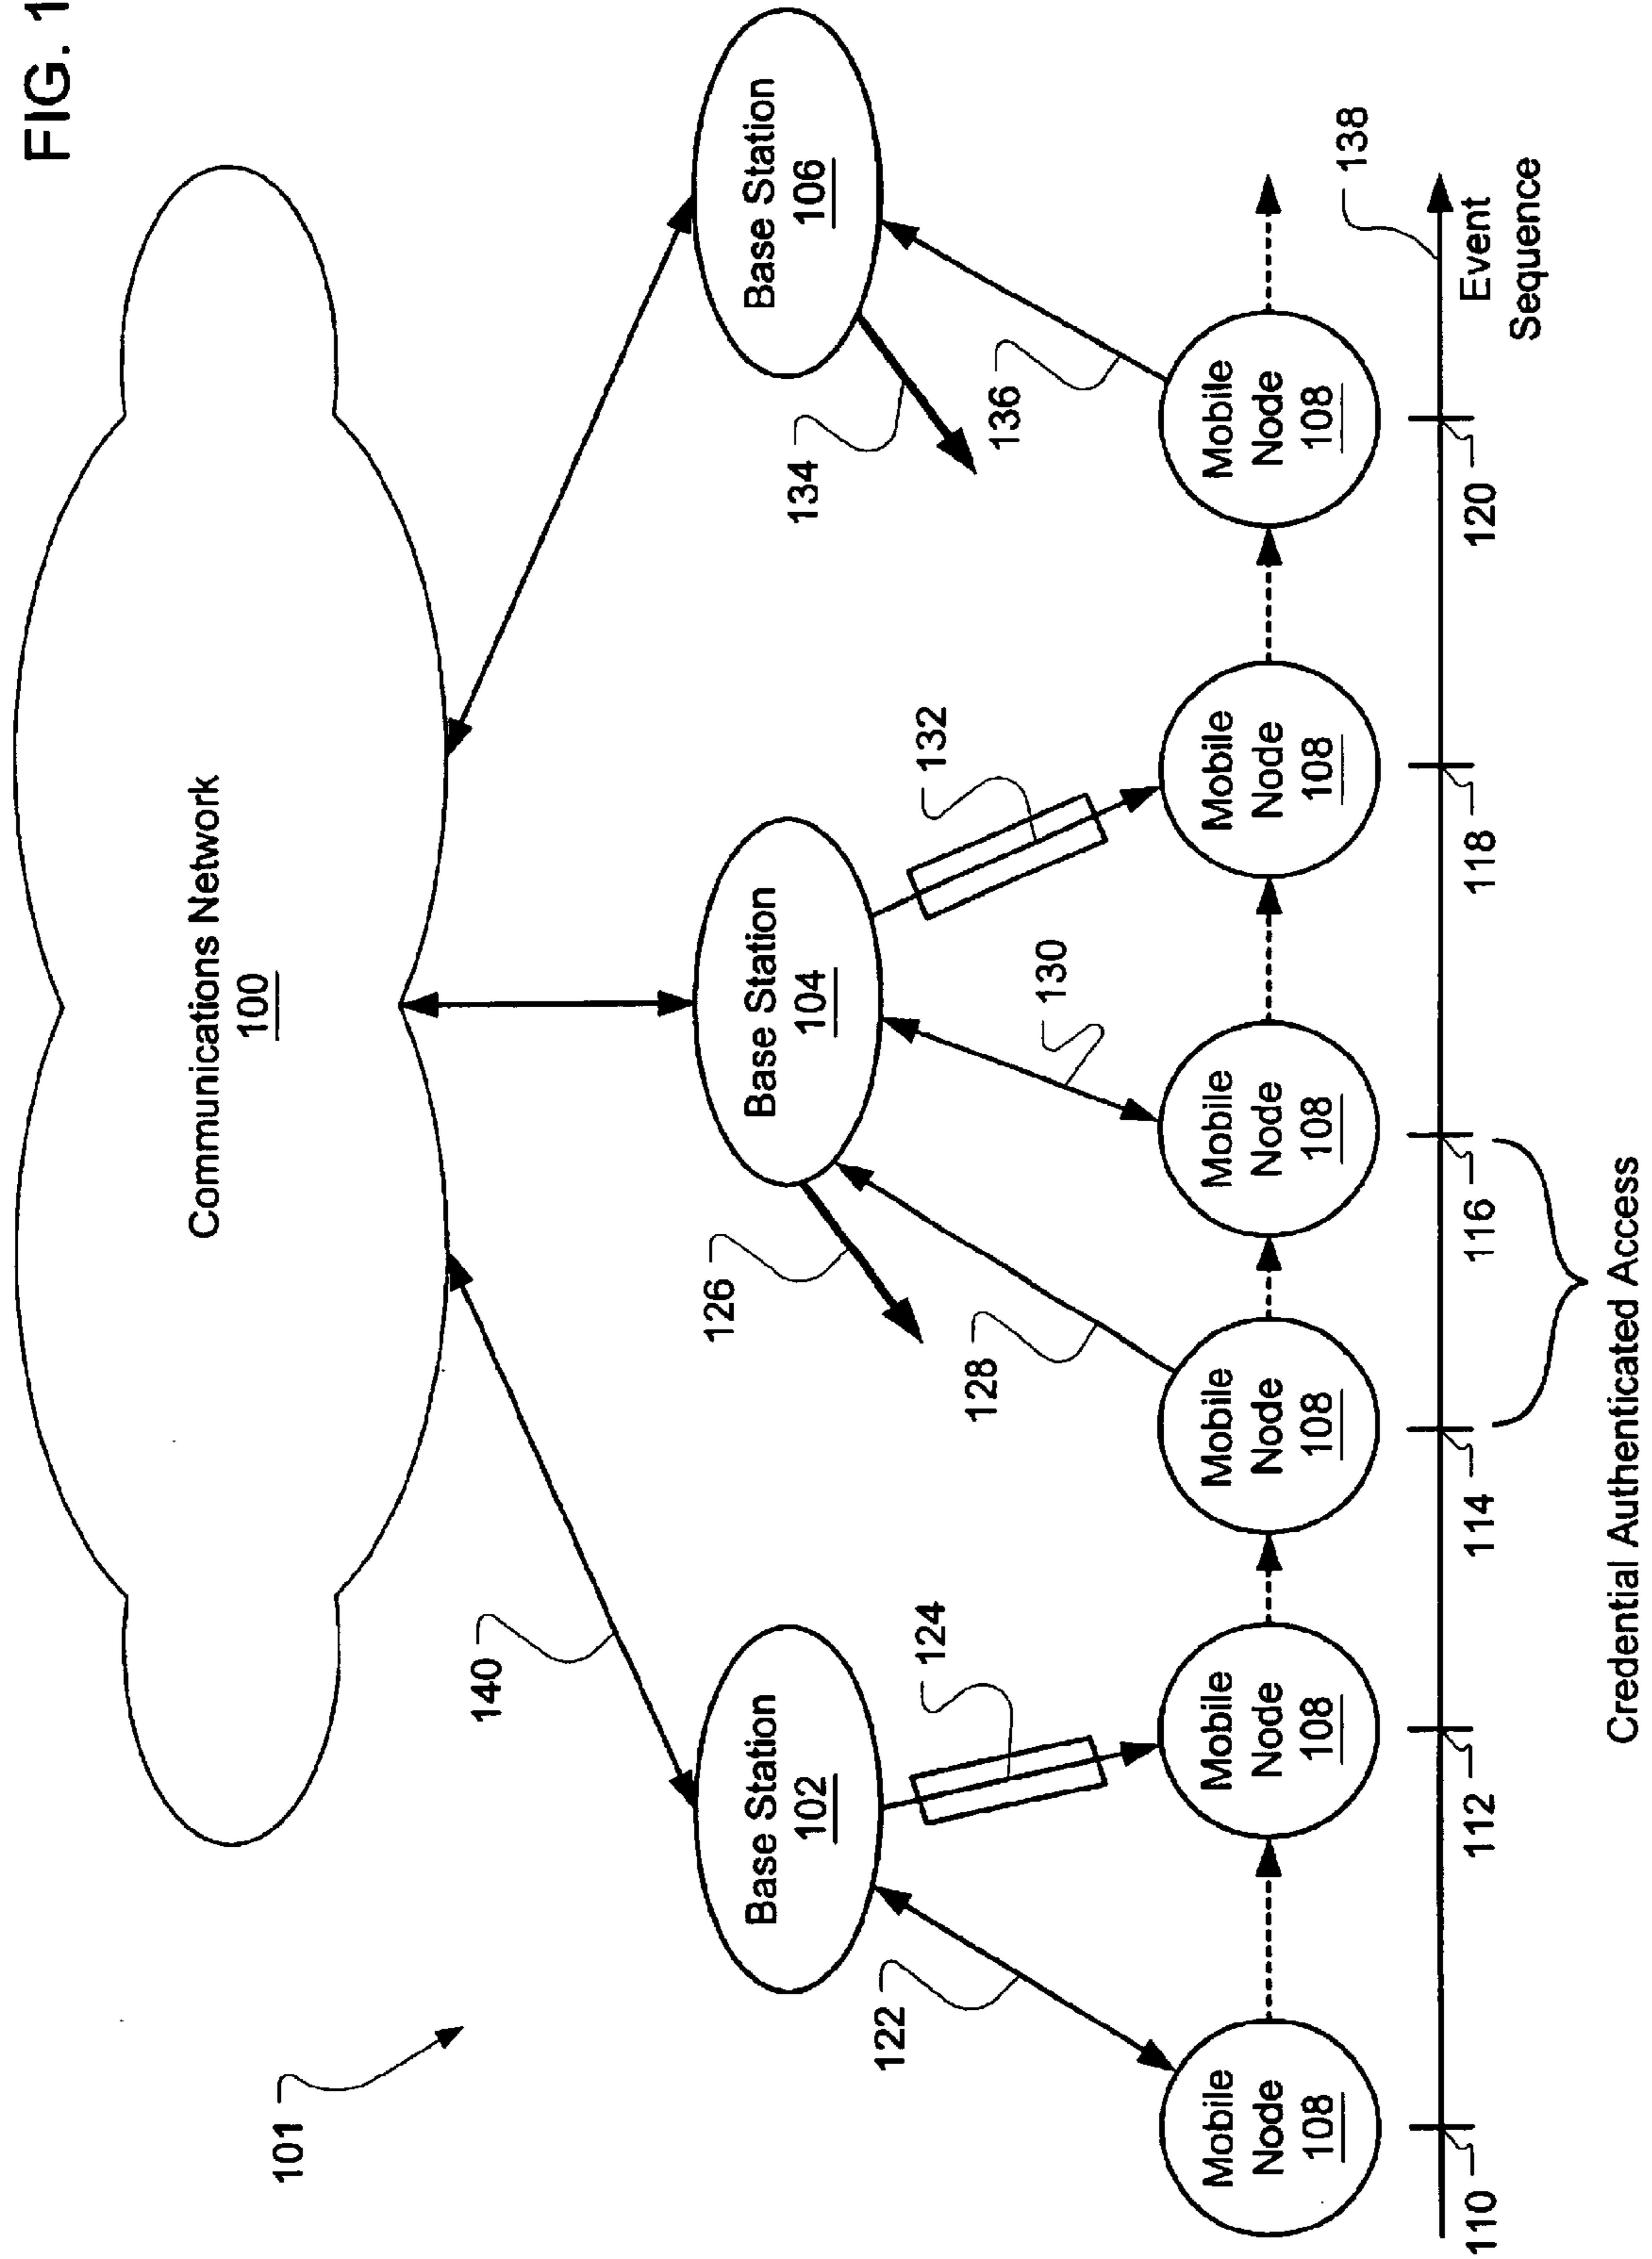 FIG. 1
Communications Network
100
101
140
Base Station
102
Base Station
104
Base Station
106
122
124
126
128
130
132
134
136
Mobile
Node
108
Mobile
Node
108
Mobile
Node
108
Mobile
Node
108
Mobile
Node
108
Mobile
Node
108
138
110
112
114
116
118
120
Event
Sequence
Credential Authenticated Access